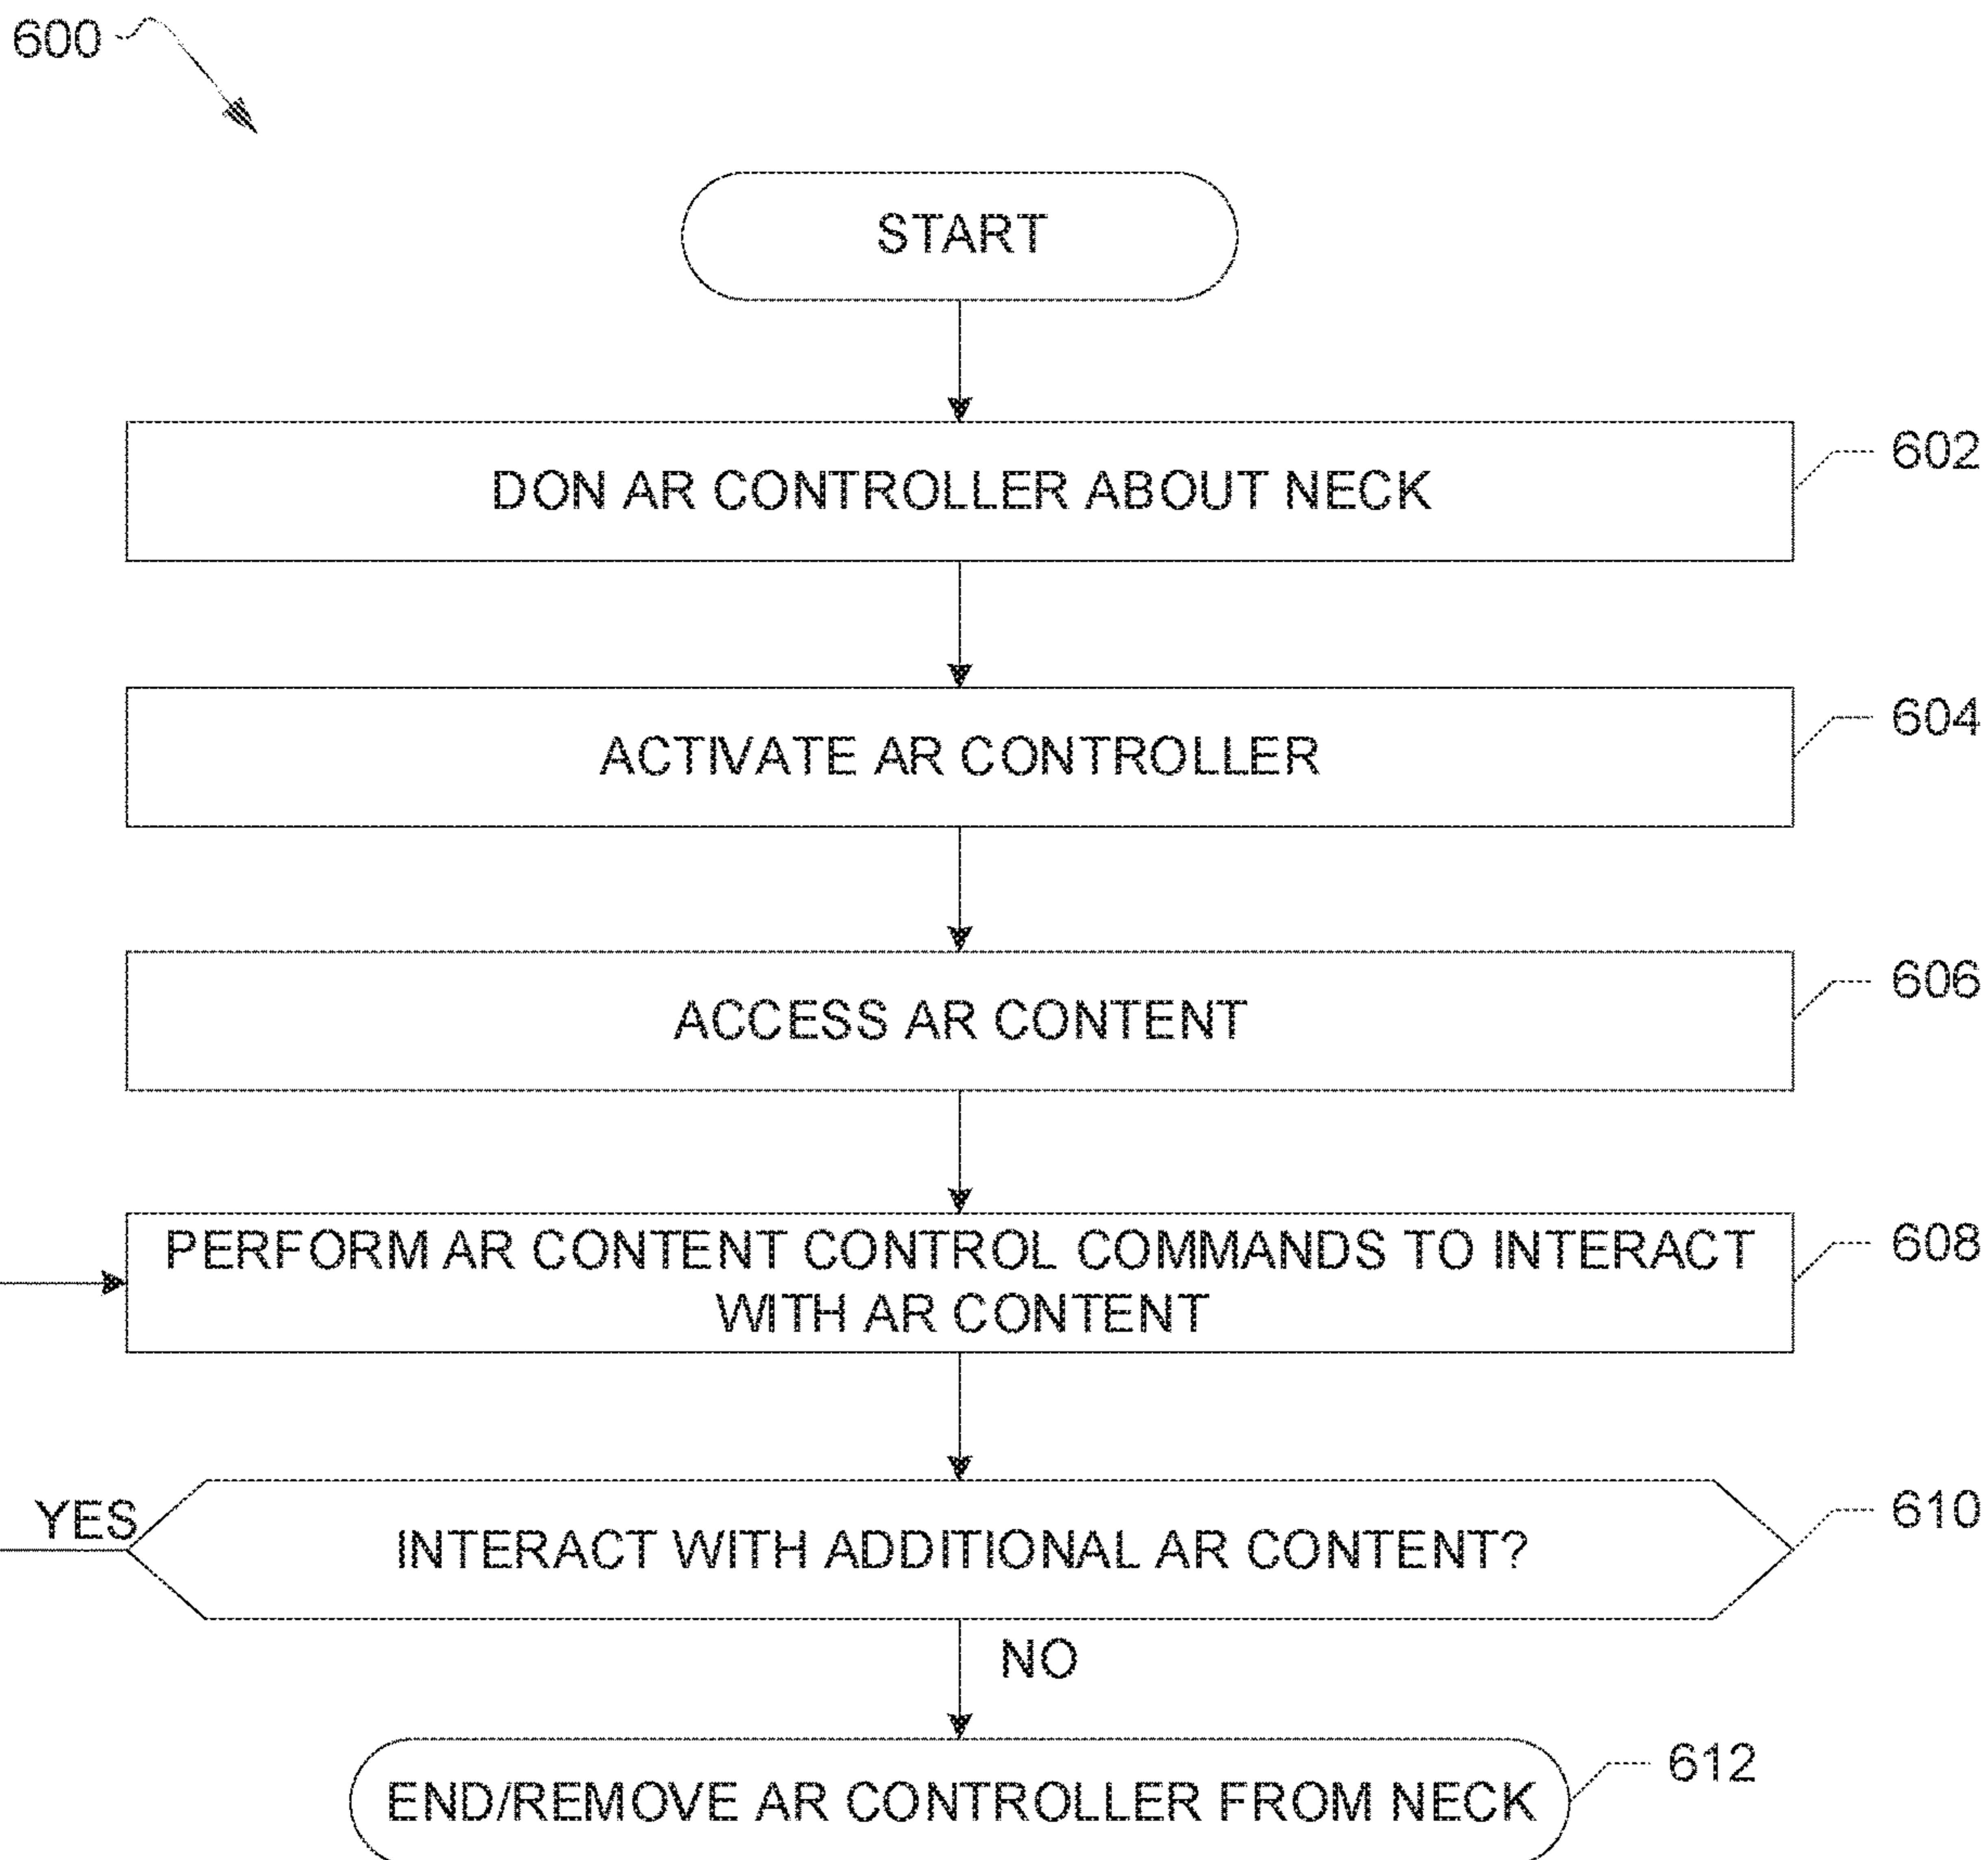 600
START
DON AR CONTROLLER ABOUT NECK
602
ACTIVATE AR CONTROLLER
604
ACCESS AR CONTENT
606
PERFORM AR CONTENT CONTROL COMMANDS TO INTERACT
WITH AR CONTENT
608
YES
INTERACT WITH ADDITIONAL AR CONTENT?
610
NO
END/REMOVE AR CONTROLLER FROM NECK
612